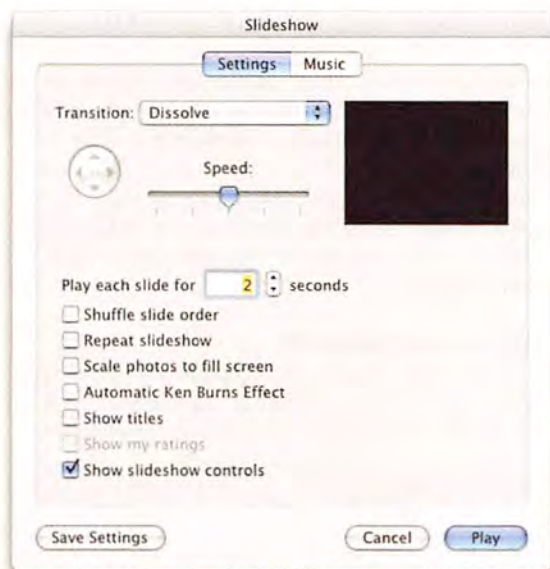 Slideshow
Settings Music
Transition: Dissolve
Speed:
Play each slide for 2 seconds
Shuffle slide order
Repeat slideshow
Scale photos to fill screen
Automatic Ken Burns Effect
Show titles
Show my ratings
Show slideshow controls
Save Settings Cancel Play